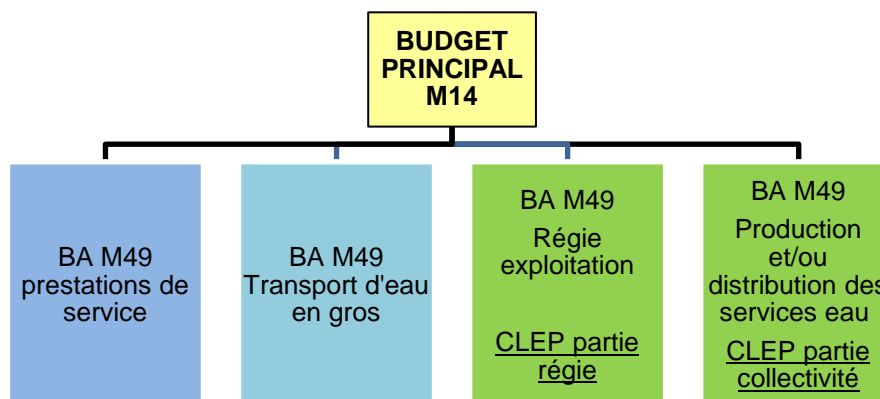 BUDGET
PRINCIPAL
M14
BA M49
prestations de
service
BA M49
Transport d'eau
en gros
BA M49
Régie
exploitation
CLEP partie
régie
BA M49
Production
et/ou
distribution des
services eau
CLEP partie
collectivité